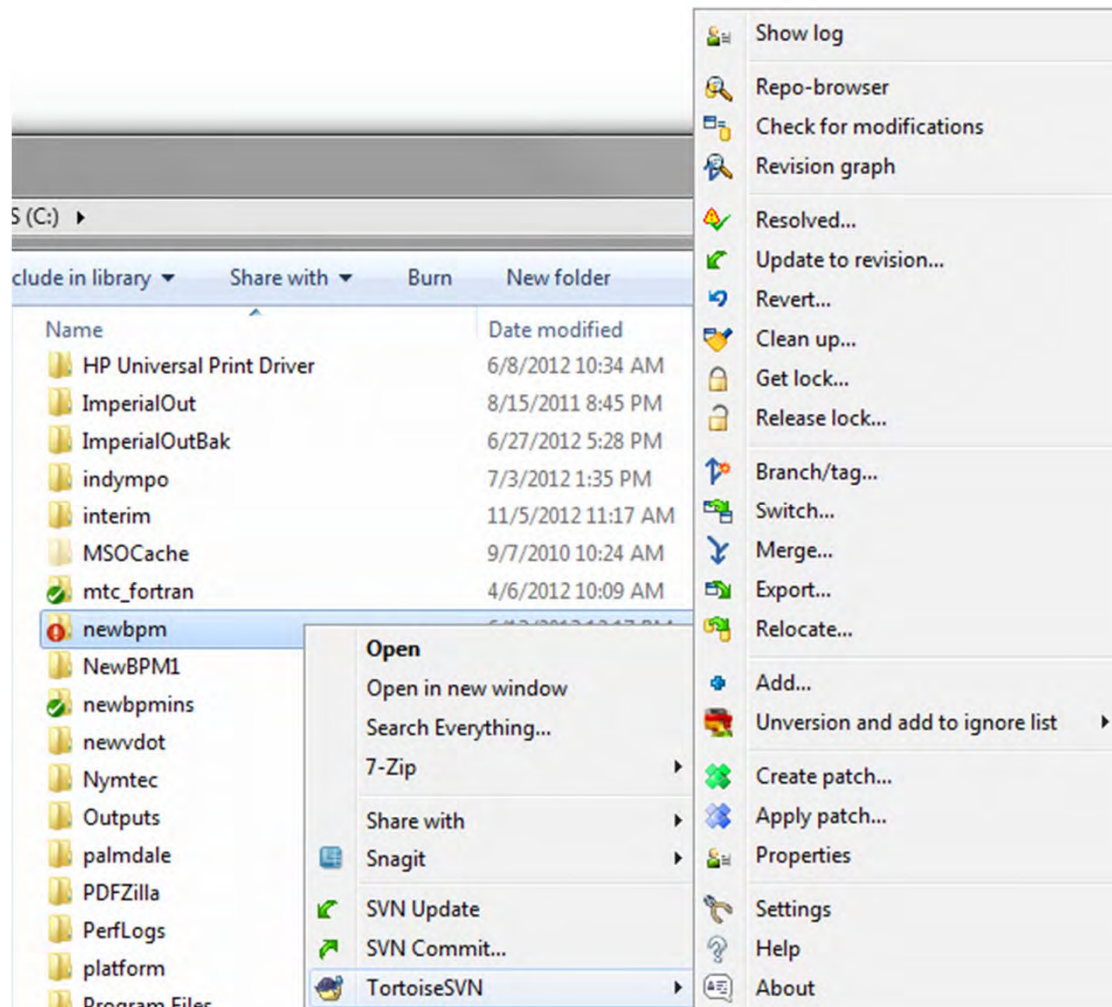 S (C:)
clude in library Share with Burn New folder
Name Date modified
HP Universal Print Driver 6/8/2012 10:34 AM
ImperialOut 8/15/2011 8:45 PM
ImperialOutBak 6/27/2012 5:28 PM
indympo 7/3/2012 1:35 PM
interim 11/5/2012 11:17 AM
MSOCache 9/7/2010 10:24 AM
mtc_fortran 4/6/2012 10:09 AM
newbpm
NewBPM1
newbpmins
newvdot
Nymtec
Outputs
palmdale
PDFZilla
PerfLogs
platform
Program Files
Open
Open in new window
Search Everything...
7-Zip
Share with
Snagit
SVN Update
SVN Commit...
TortoiseSVN
Show log
Repo-browser
Check for modifications
Revision graph
Resolved...
Update to revision...
Revert...
Clean up...
Get lock...
Release lock...
Branch/tag...
Switch...
Merge...
Export...
Relocate...
Add...
Unversion and add to ignore list
Create patch...
Apply patch...
Properties
Settings
Help
About